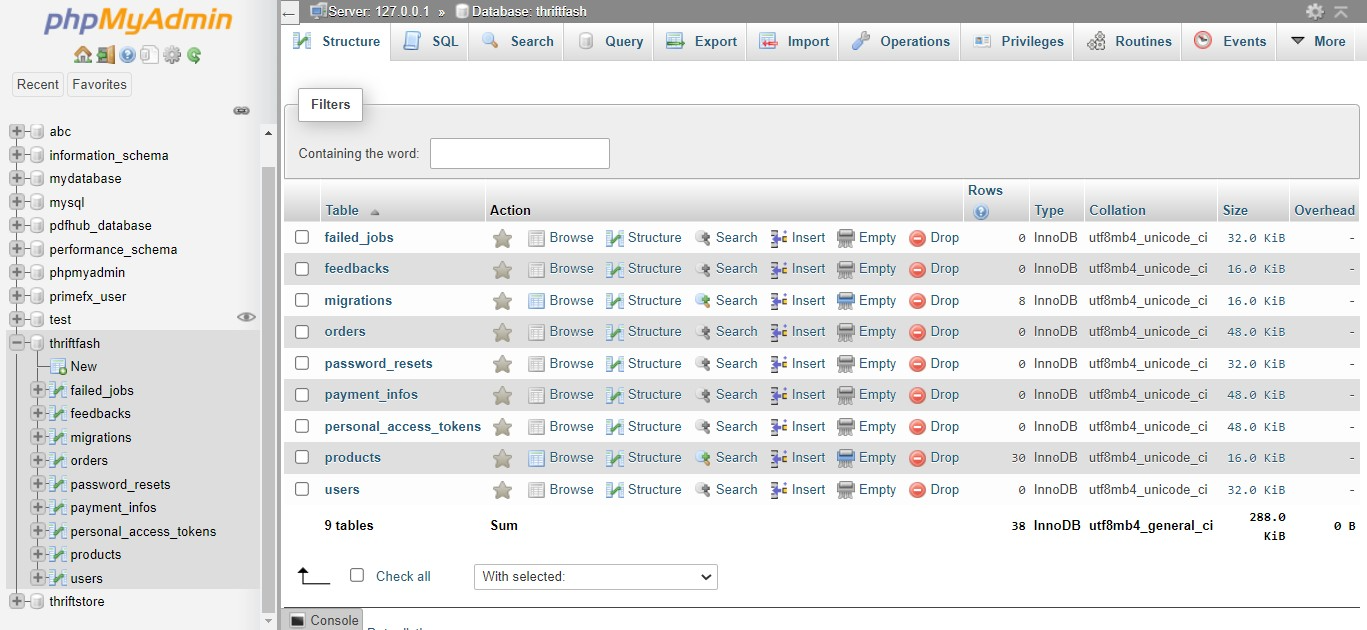 phpMyAdmin
Recent Favorites
abc
information_schema
mydatabase
mysql
pdfhub_database
performance_schema
phpmyadmin
primefx_user
test
thriftfash
New
failed_jobs
feedbacks
migrations
orders
password_resets
payment_infos
personal_access_tokens
products
users
thriftstore
Server: 127.0.0.1 » Database: thriftfash
Structure SQL Search Query Export Import Operations Privileges Routines Events More
Filters
Containing the word:
Table Action Rows Type Collation Size Overhead
failed_jobs Browse Structure Search Insert Empty Drop 0 InnoDB utf8mb4_unicode_ci 32.0 KiB -
feedbacks Browse Structure Search Insert Empty Drop 0 InnoDB utf8mb4_unicode_ci 16.0 KiB -
migrations Browse Structure Search Insert Empty Drop 8 InnoDB utf8mb4_unicode_ci 16.0 KiB -
orders Browse Structure Search Insert Empty Drop 0 InnoDB utf8mb4_unicode_ci 48.0 KiB -
password_resets Browse Structure Search Insert Empty Drop 0 InnoDB utf8mb4_unicode_ci 32.0 KiB -
payment_infos Browse Structure Search Insert Empty Drop 0 InnoDB utf8mb4_unicode_ci 48.0 KiB -
personal_access_tokens Browse Structure Search Insert Empty Drop 0 InnoDB utf8mb4_unicode_ci 48.0 KiB -
products Browse Structure Search Insert Empty Drop 30 InnoDB utf8mb4_unicode_ci 16.0 KiB -
users Browse Structure Search Insert Empty Drop 0 InnoDB utf8mb4_unicode_ci 32.0 KiB -
9 tables Sum 38 InnoDB utf8mb4_general_ci 288.0 KiB 0 B
Check all With selected:
Console